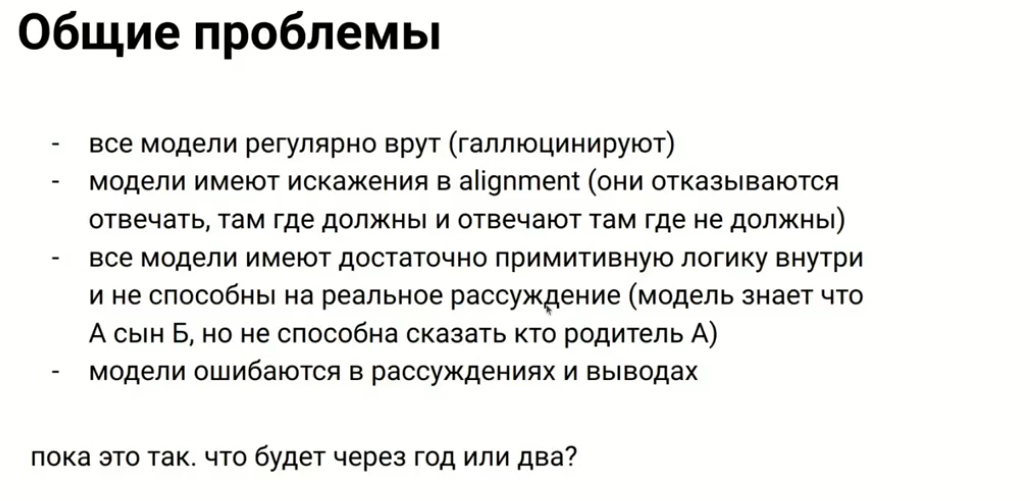 Общие проблемы
- все модели регулярно врут (галлюцинируют)
- модели имеют искажения в alignment (они отказываются
отвечать, там где должны и отвечают там где не должны)
- все модели имеют достаточно примитивную логику внутри
и не способны на реальное рассуждение (модель знает что
А сын Б, но не способна сказать кто родитель А)
- модели ошибаются в рассуждениях и выводах
пока это так. что будет через год или два?